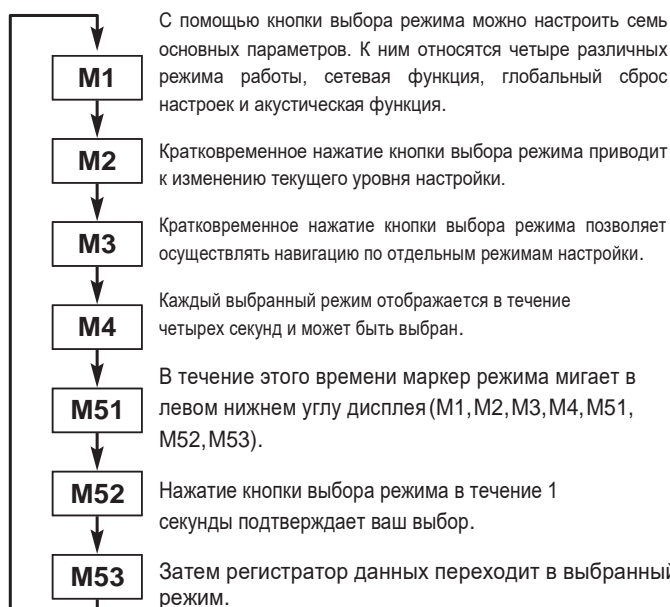 С помощью кнопки выбора режима можно настроить семь
основных параметров. К ним относятся четыре различных
режима работы, сетевая функция, глобальный сброс
настроек и акустическая функция.
M1
M2
Кратковременное нажатие кнопки выбора режима приводит
к изменению текущего уровня настройки.
M3
Кратковременное нажатие кнопки выбора режима позволяет
осуществлять навигацию по отдельным режимам настройки.
M4
Каждый выбранный режим отображается в течение
четырех секунд и может быть выбран.
M51
В течение этого времени маркер режима мигает в
левом нижнем углу дисплея (M1, M2, M3, M4, M51,
M52, M53).
M52
Нажатие кнопки выбора режима в течение 1
секунды подтверждает ваш выбор.
M53
Затем регистратор данных переходит в выбранный
режим.